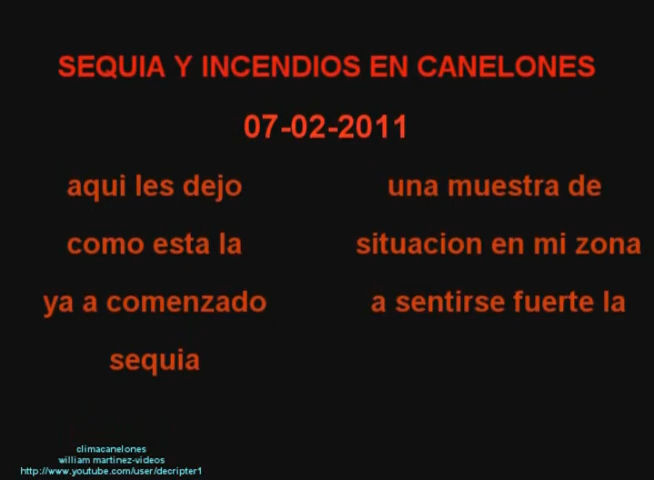 SEQUIA Y INCENDIOS EN CANELONES
07-02-2011
aqui les dejo una muestra de
como esta la situacion en mi zona
ya a comenzado a sentirse fuerte la
sequia
climacanelones
william martinez-videos
http://www.youtube.com/user/decripter1